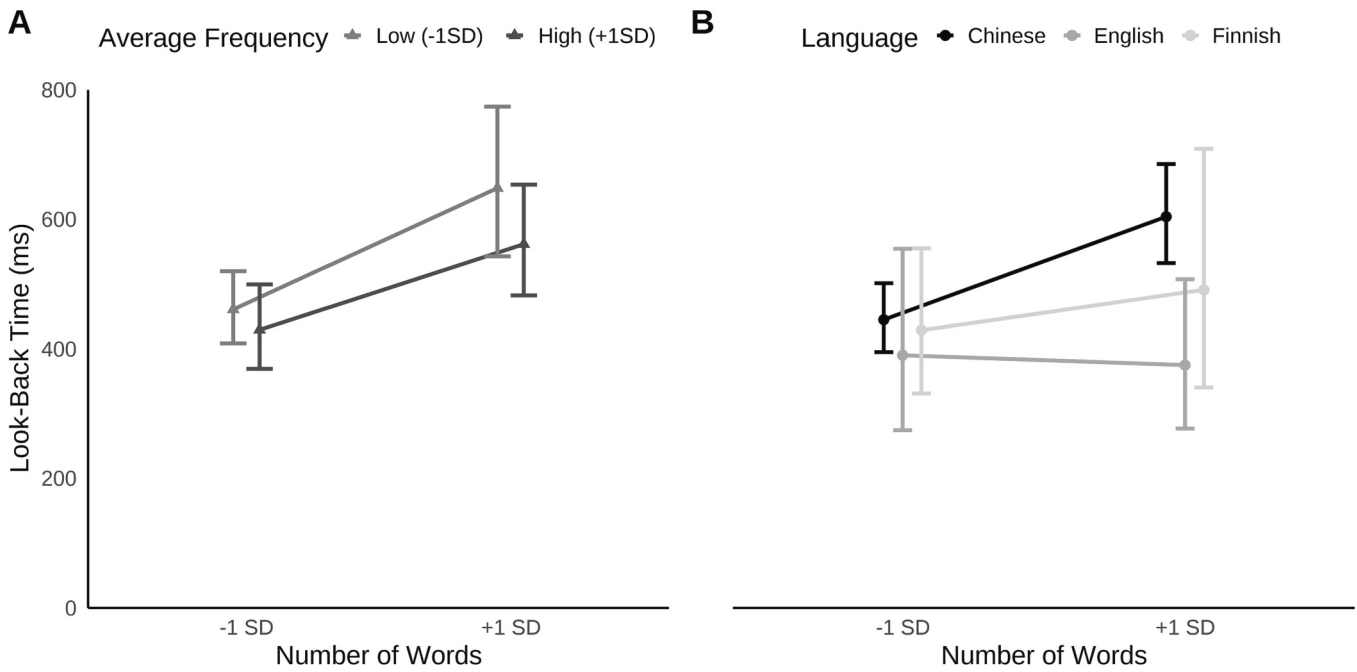 A
Average Frequency Low (-1SD) High (+1SD)
Look-Back Time (ms)
800
600
400
200
0
-1 SD +1 SD
Number of Words
B
Language Chinese English Finnish
-1 SD +1 SD
Number of Words